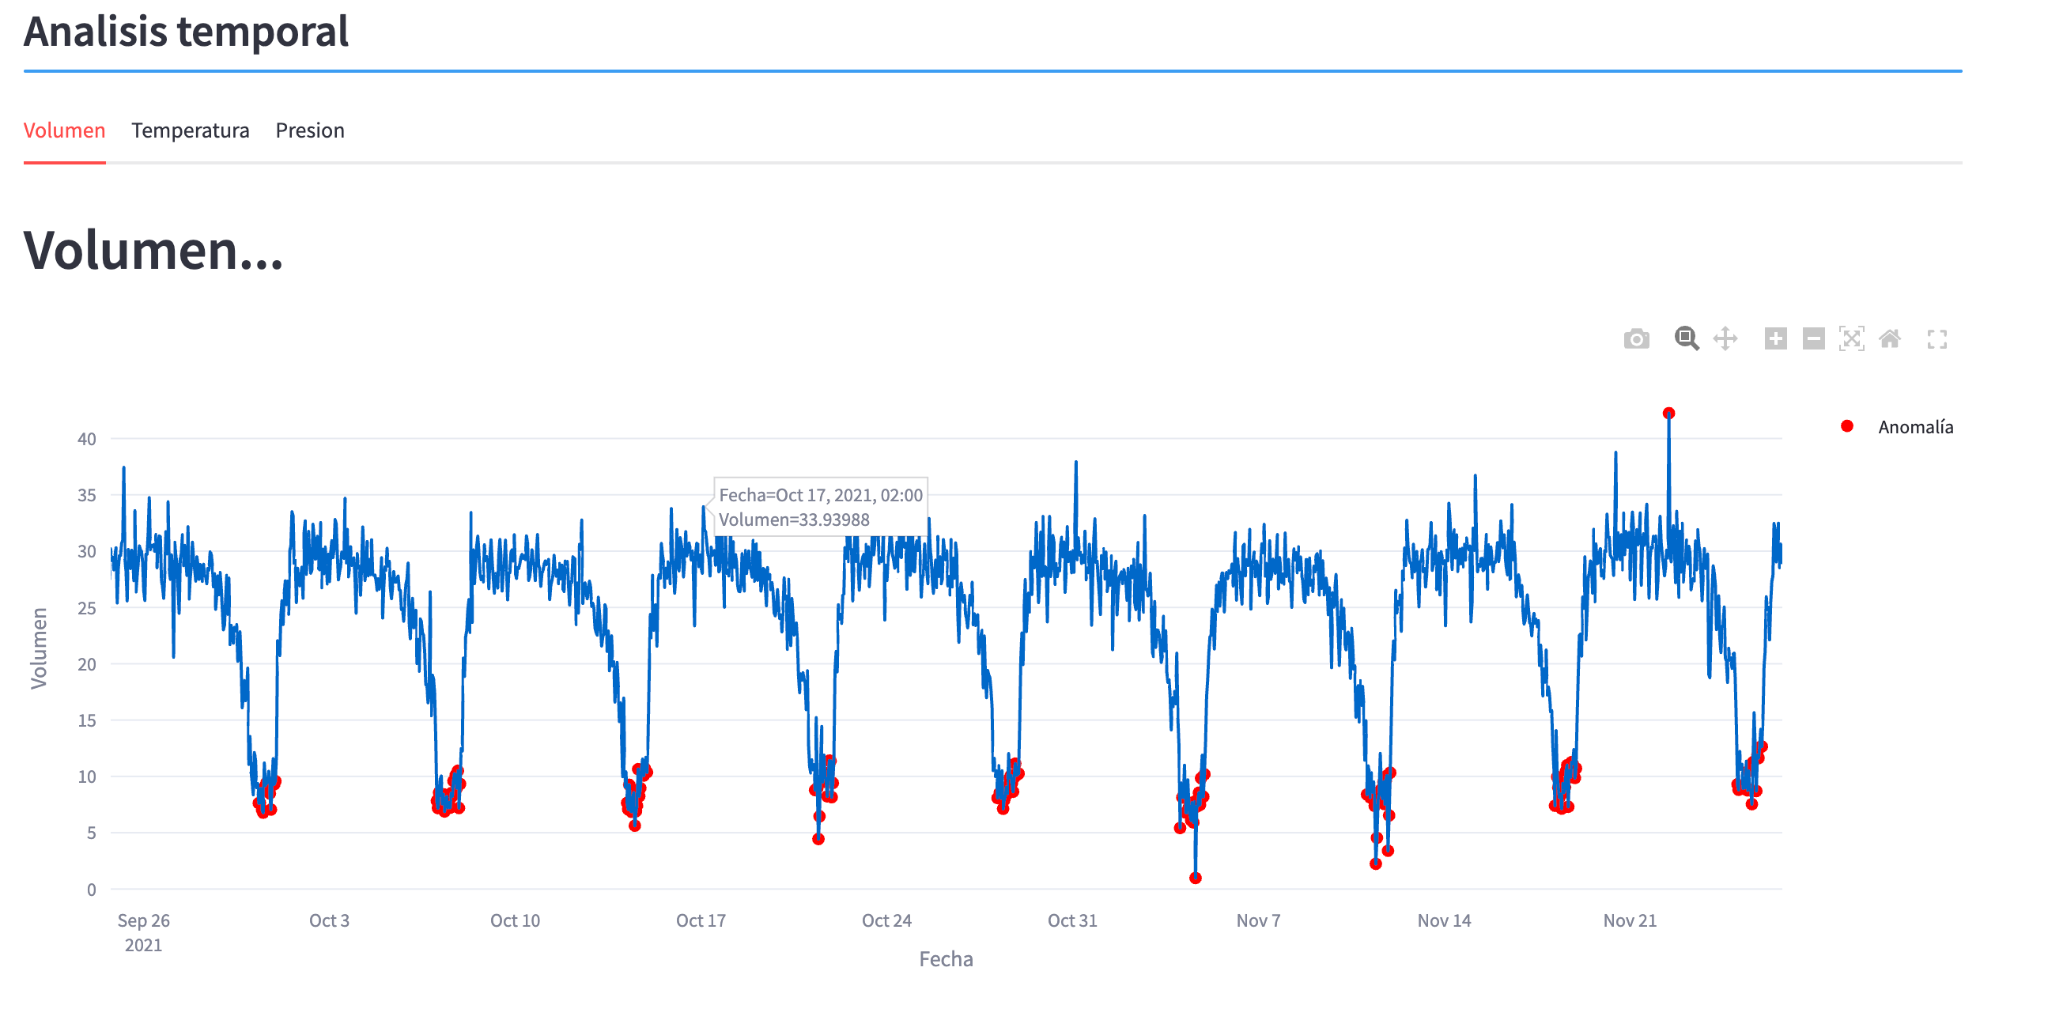 Analisis temporal
Volumen Temperatura Presion
Volumen...
Anomalía
Fecha=Oct 17, 2021, 02:00
Volumen=33.93988
Volumen
40
35
30
25
20
15
10
5
0
Sep 26 Oct 3 Oct 10 Oct 17 Oct 24 Oct 31 Nov 7 Nov 14 Nov 21
2021
Fecha